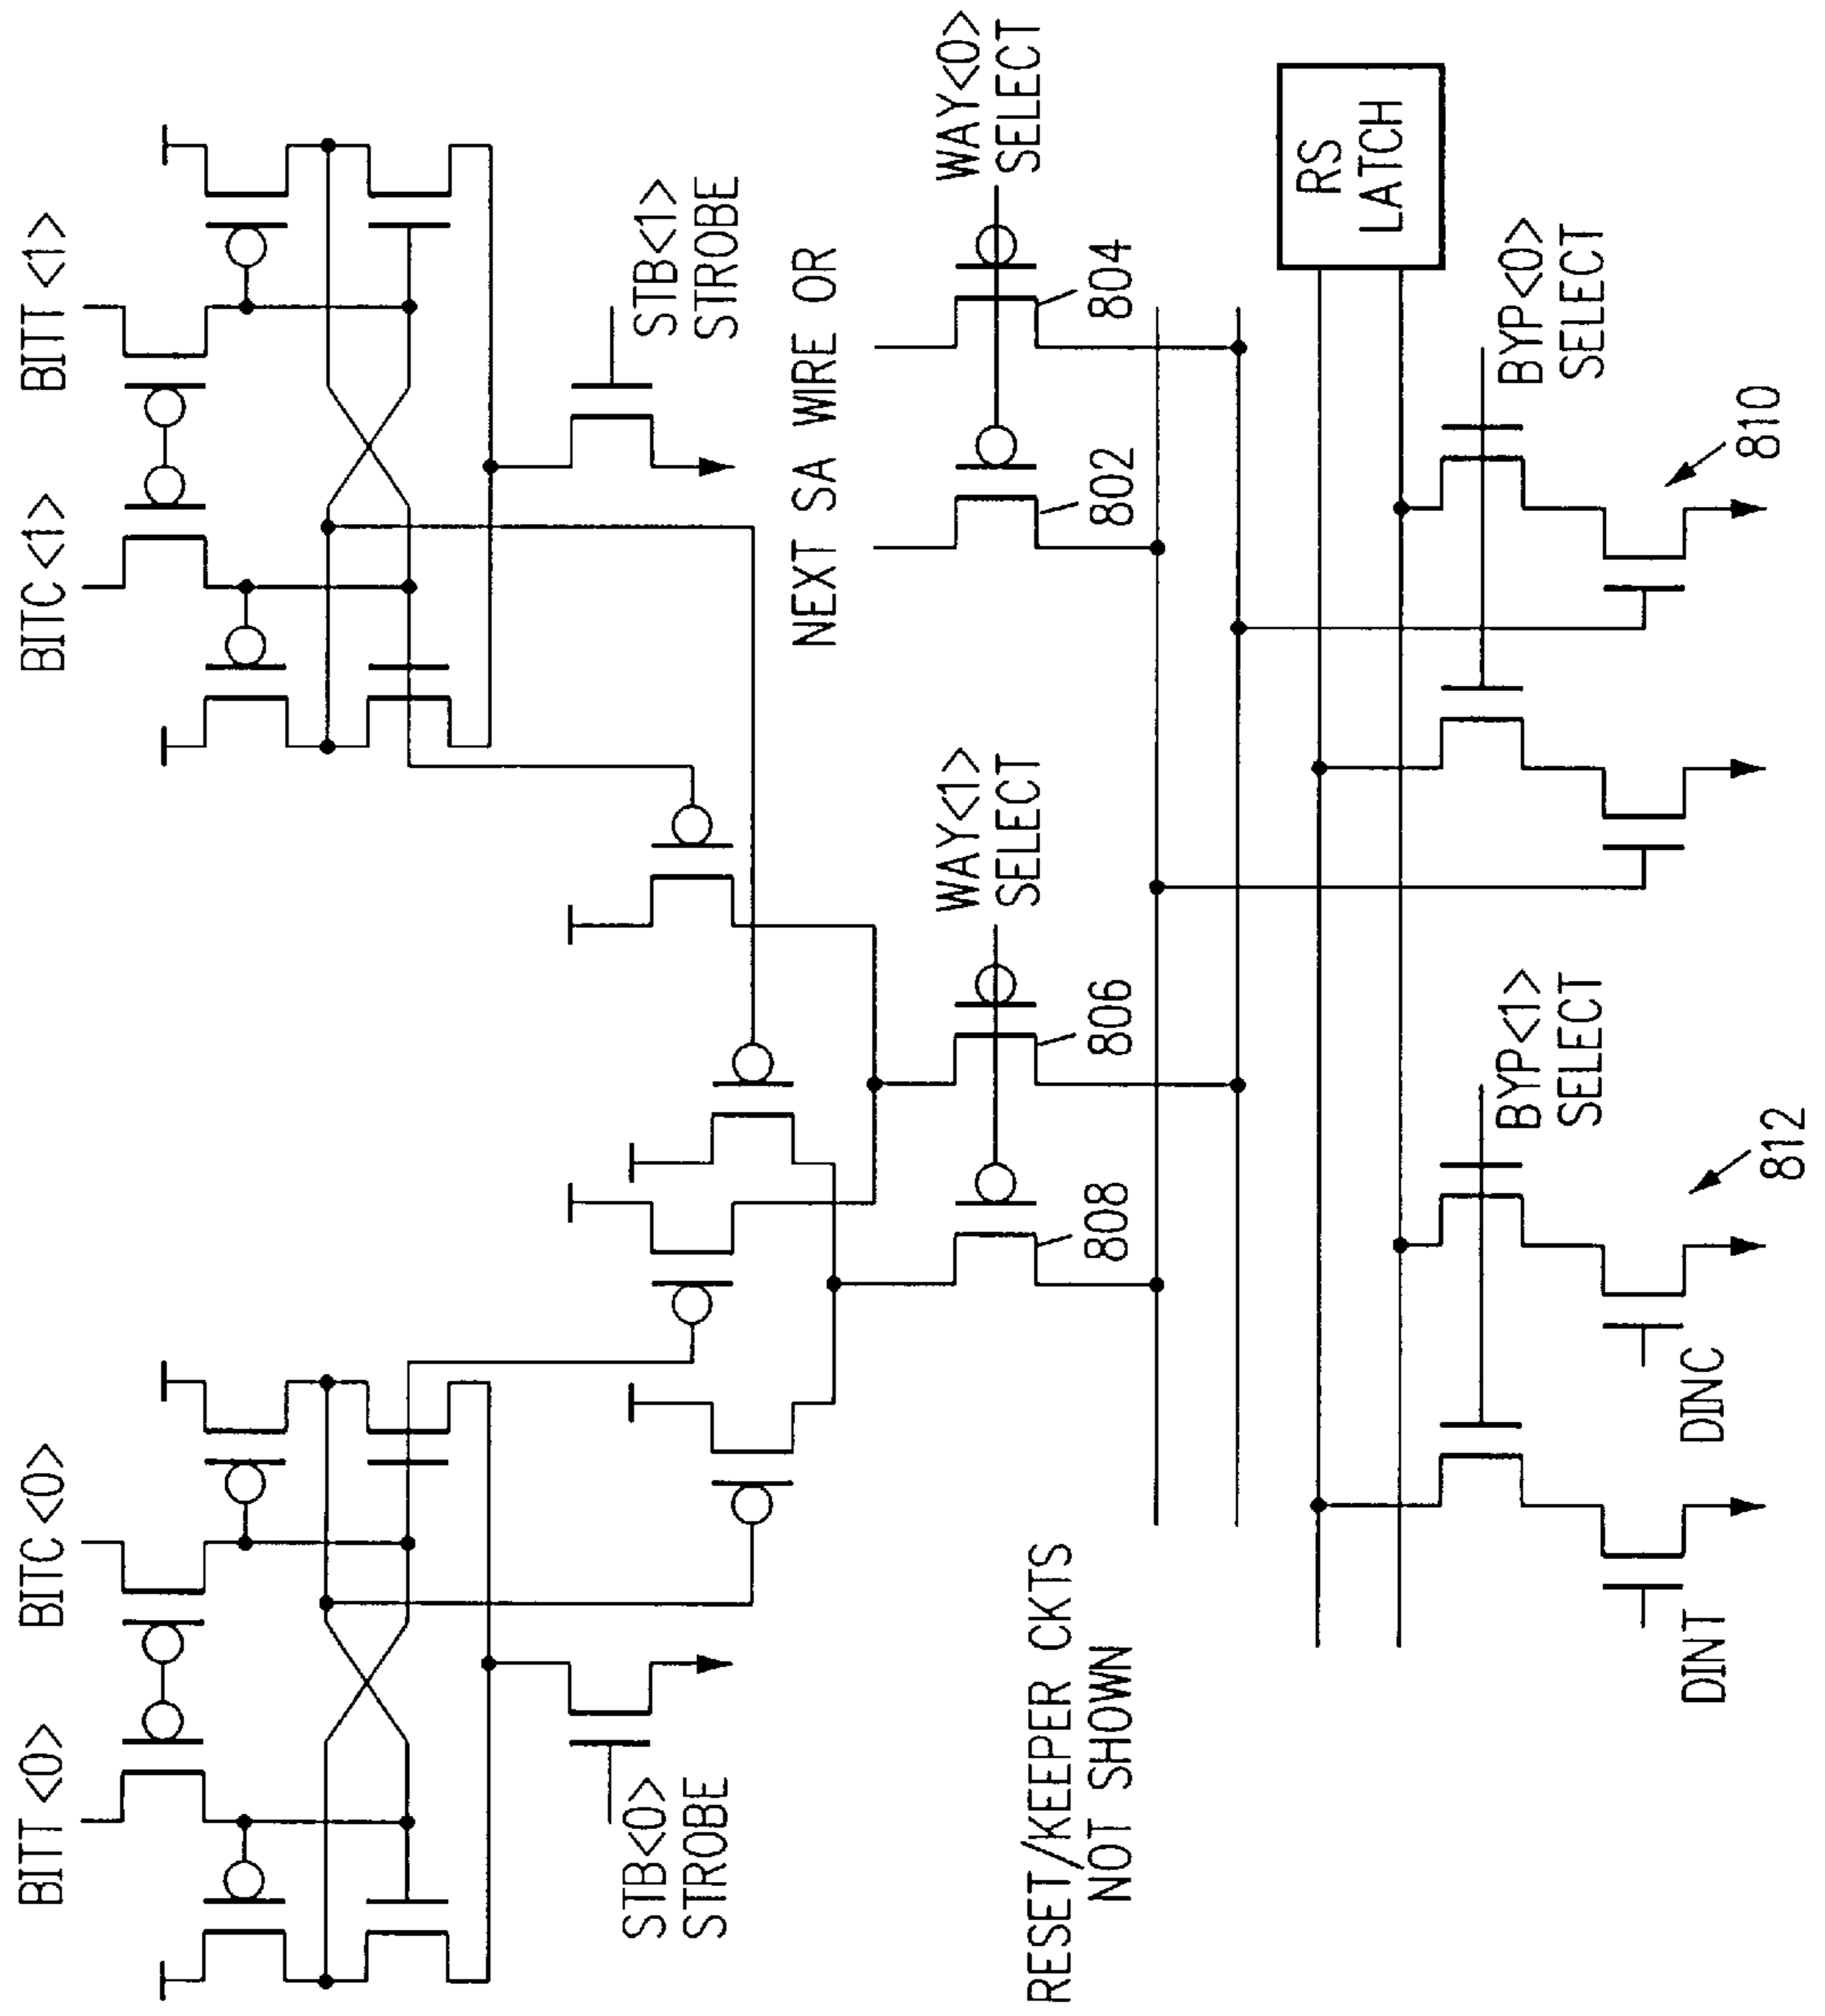 BITT <0>
BITC <0>
BITC <1>
BITT <1>
STB<0>
STROBE
STB<1>
STROBE
NEXT SA WIRE OR
WAY<1>
SELECT
WAY<0>
SELECT
808
806
802
804
RESET/KEEPER CKTS
NOT SHOWN
RS
LATCH
BYP<1>
SELECT
BYP<0>
SELECT
DINT
DINC
812
810